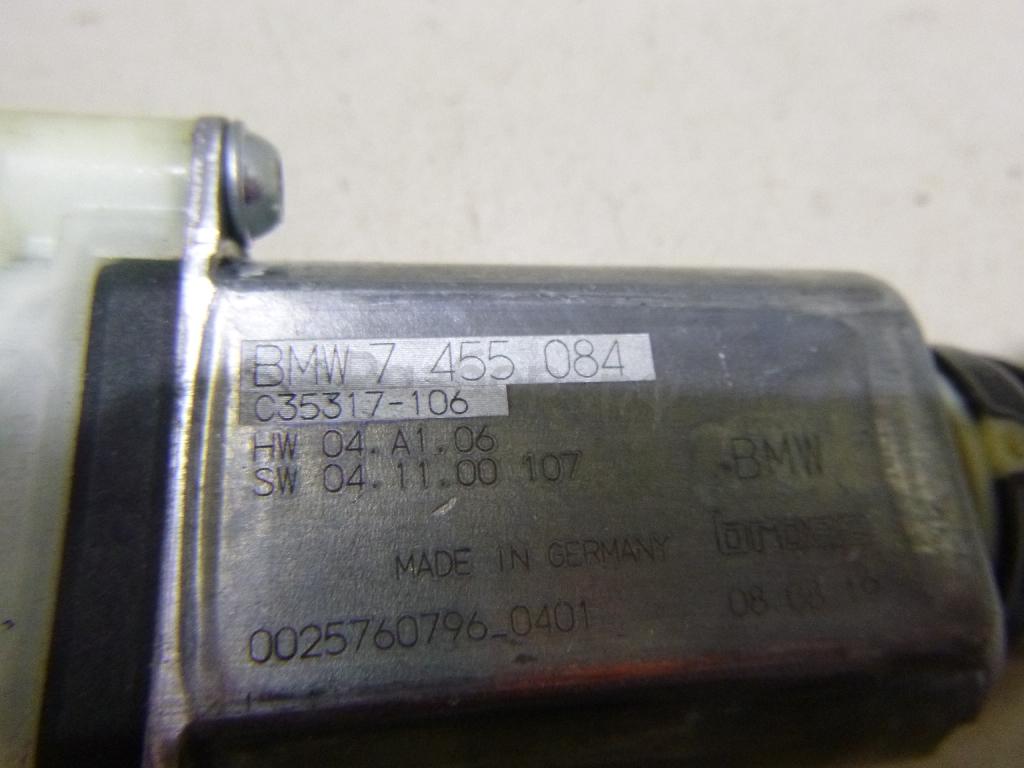 BMW 7 455 084
C35317-106
HW 04.A1.06
SW 04.11.00 107
BMW
MADE IN GERMANY
0025760796_0401